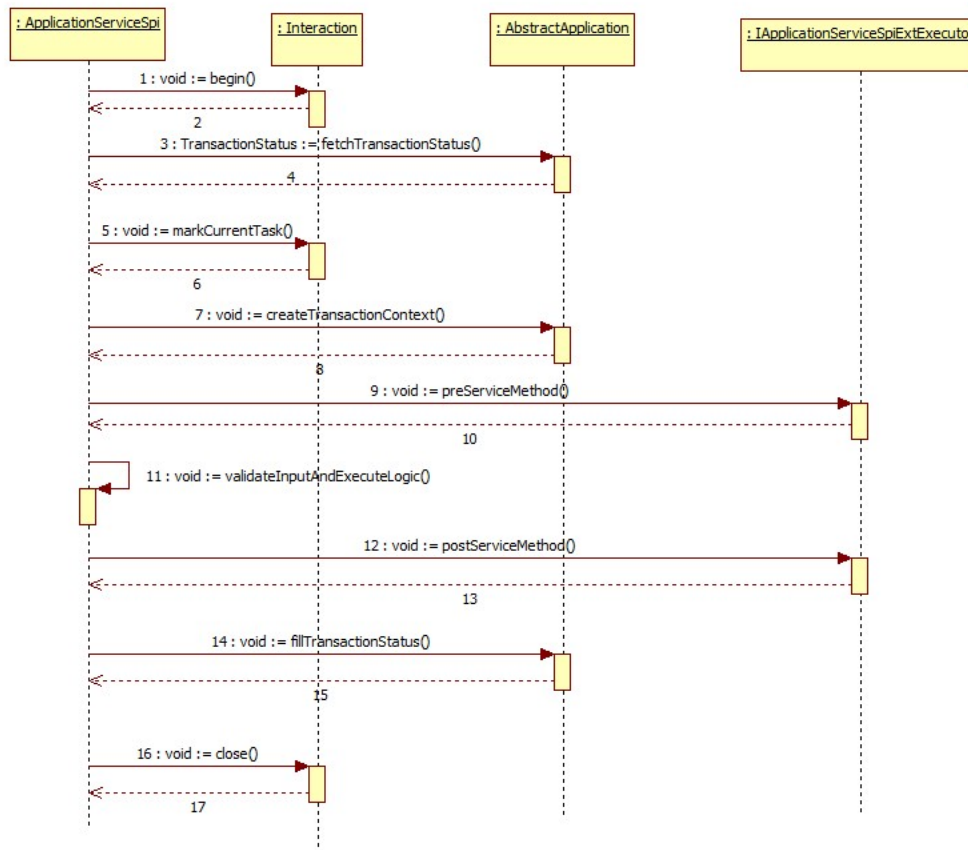 : ApplicationServiceSpi
: Interaction
: AbstractApplication
: IApplicationServiceSpiExtExecuto
1 : void := begin()
2
3 : TransactionStatus := fetchTransactionStatus()
4
5 : void := markCurrentTask()
6
7 : void := createTransactionContext()
8
9 : void := preServiceMethod()
10
11 : void := validateInputAndExecuteLogic()
12 : void := postServiceMethod()
13
14 : void := fillTransactionStatus()
15
16 : void := close()
17